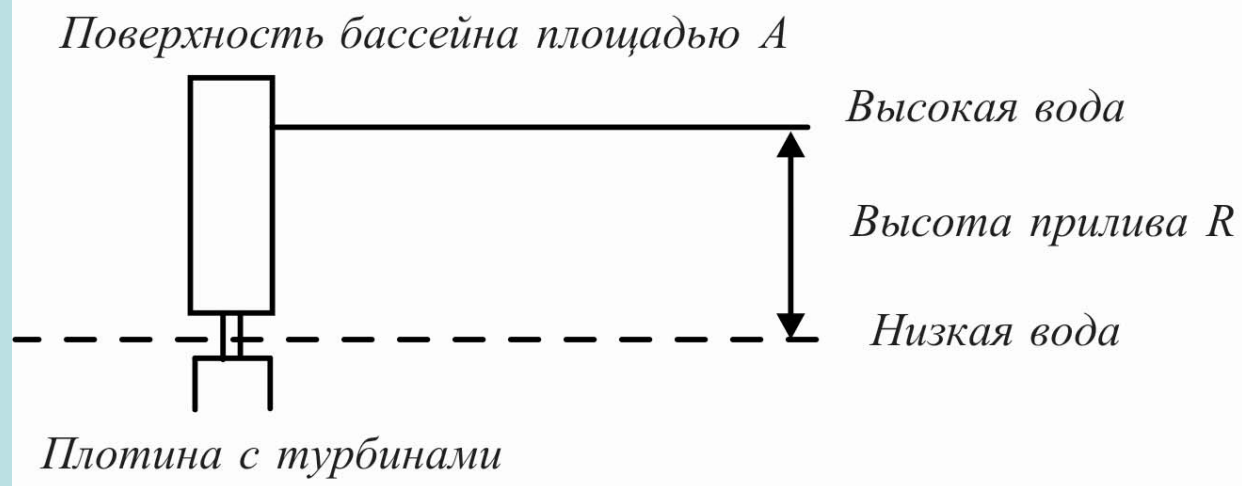 Поверхность бассейна площадью A
Высокая вода
Высота прилива R
Низкая вода
Плотина с турбинами